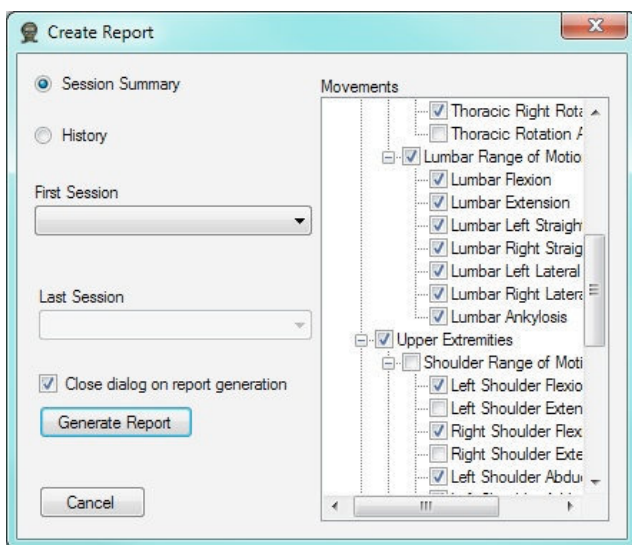 Create Report
Session Summary
History
First Session
Last Session
Close dialog on report generation
Generate Report
Cancel
Movements
Thoracic Right Rota
Thoracic Rotation A
Lumbar Range of Motio
Lumbar Flexion
Lumbar Extension
Lumbar Left Straigh
Lumbar Right Straig
Lumbar Left Lateral
Lumbar Right Latera
Lumbar Ankylosis
Upper Extremities
Shoulder Range of Moti
Left Shoulder Flexio
Left Shoulder Exten
Right Shoulder Flex
Right Shoulder Exte
Left Shoulder Abdu